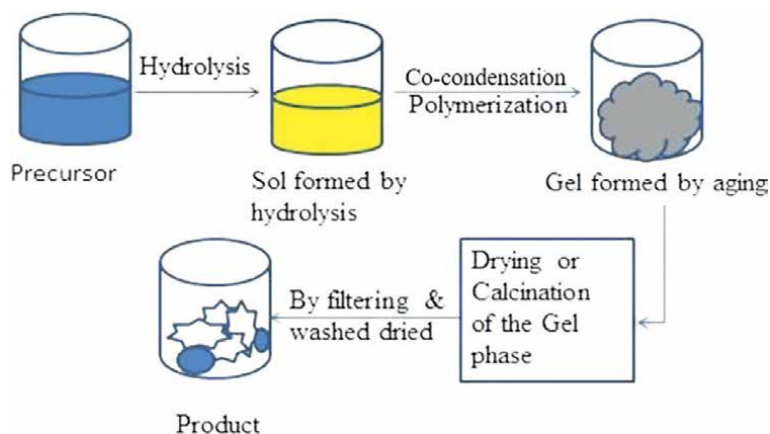 Hydrolysis
Co-condensation
Polymerization
Precursor
Sol formed by
hydrolysis
Gel formed by aging
Drying or
Calcination
of the Gel
phase
By filtering &
washed dried
Product